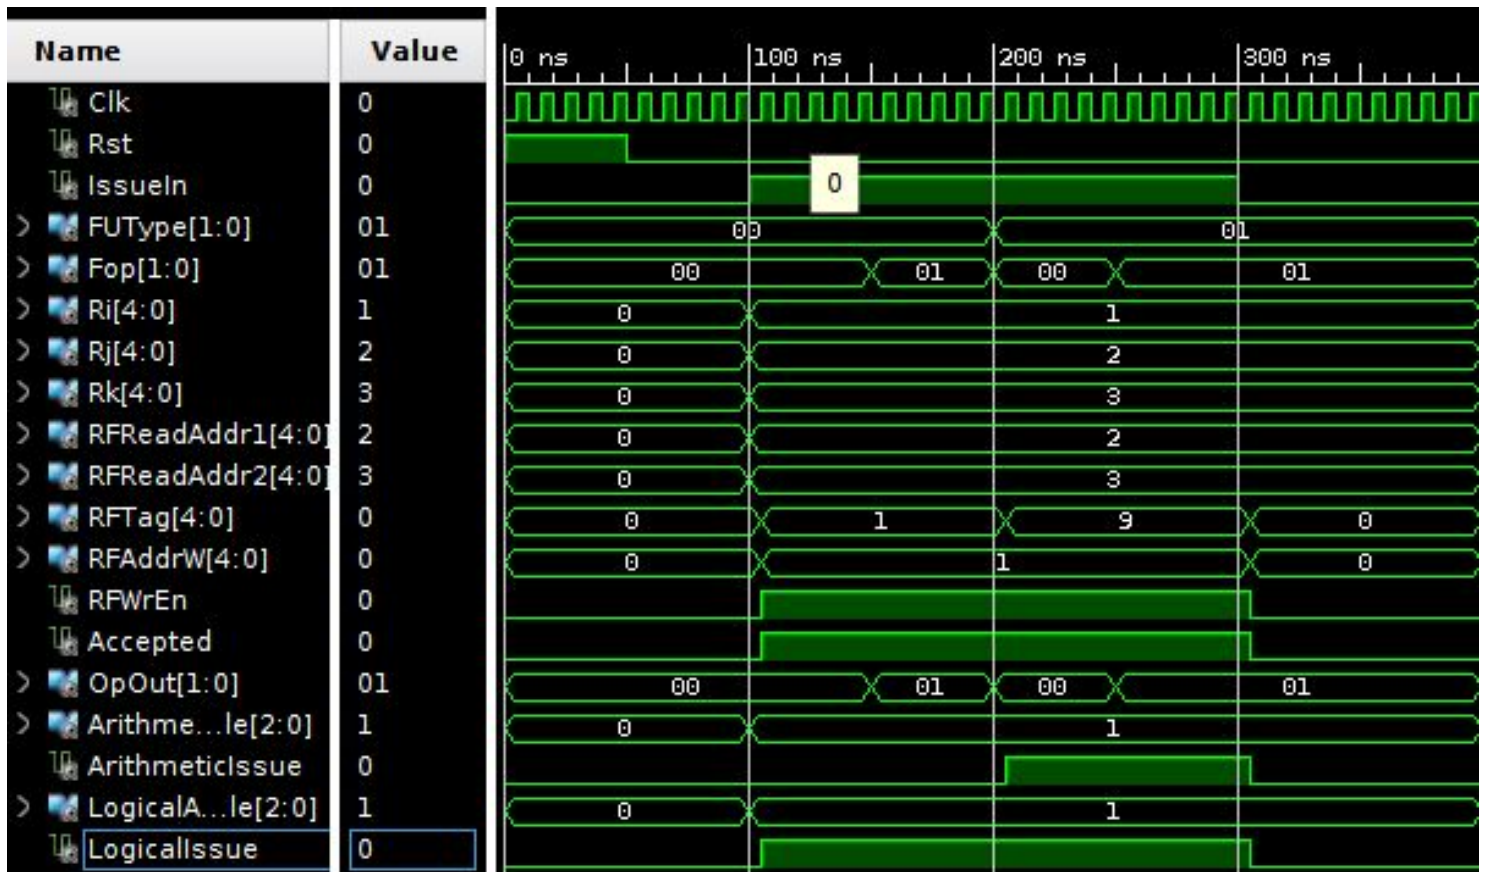 Name Value 0 ns 100 ns 200 ns 300 ns
Clk 0
Rst 0
IssueIn 0 0
FUType[1:0] 01 00 01
Fop[1:0] 01 00 01 00 01
Ri[4:0] 1 0 1
Rj[4:0] 2 0 2
Rk[4:0] 3 0 3
RFReadAddr1[4:0] 2 0 2
RFReadAddr2[4:0] 3 0 3
RFTag[4:0] 0 0 1 9 0
RFAddrW[4:0] 0 0 1 0
RFWrEn 0
Accepted 0
OpOut[1:0] 01 00 01 00 01
Arithme...le[2:0] 1 0 1
ArithmeticIssue 0
LogicalA...le[2:0] 1 0 1
LogicalIssue 0